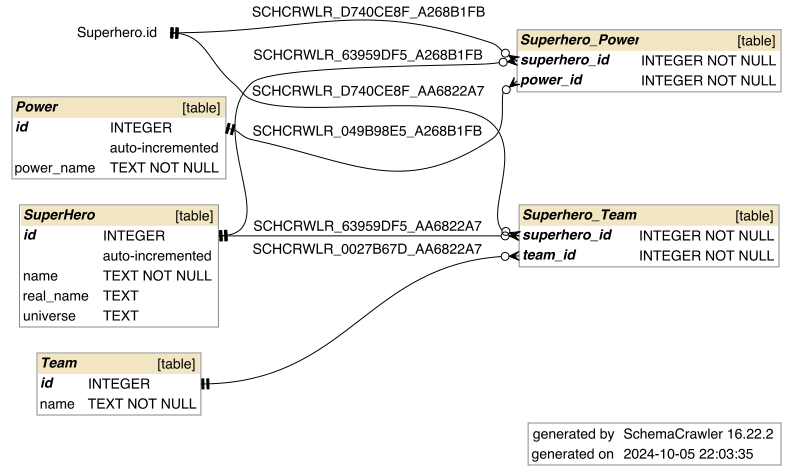 SCHCRWLR_D740CE8F_A268B1FB
Superhero.id
Superhero_Power [table]
superhero_id INTEGER NOT NULL
power_id INTEGER NOT NULL
SCHCRWLR_63959DF5_A268B1FB
SCHCRWLR_D740CE8F_AA6822A7
Power [table]
id INTEGER
auto-incremented
power_name TEXT NOT NULL
SCHCRWLR_049B98E5_A268B1FB
SuperHero [table]
id INTEGER
auto-incremented
name TEXT NOT NULL
real_name TEXT
universe TEXT
SCHCRWLR_63959DF5_AA6822A7
SCHCRWLR_0027B67D_AA6822A7
Superhero_Team [table]
superhero_id INTEGER NOT NULL
team_id INTEGER NOT NULL
Team [table]
id INTEGER
name TEXT NOT NULL
generated by SchemaCrawler 16.22.2
generated on 2024-10-05 22:03:35